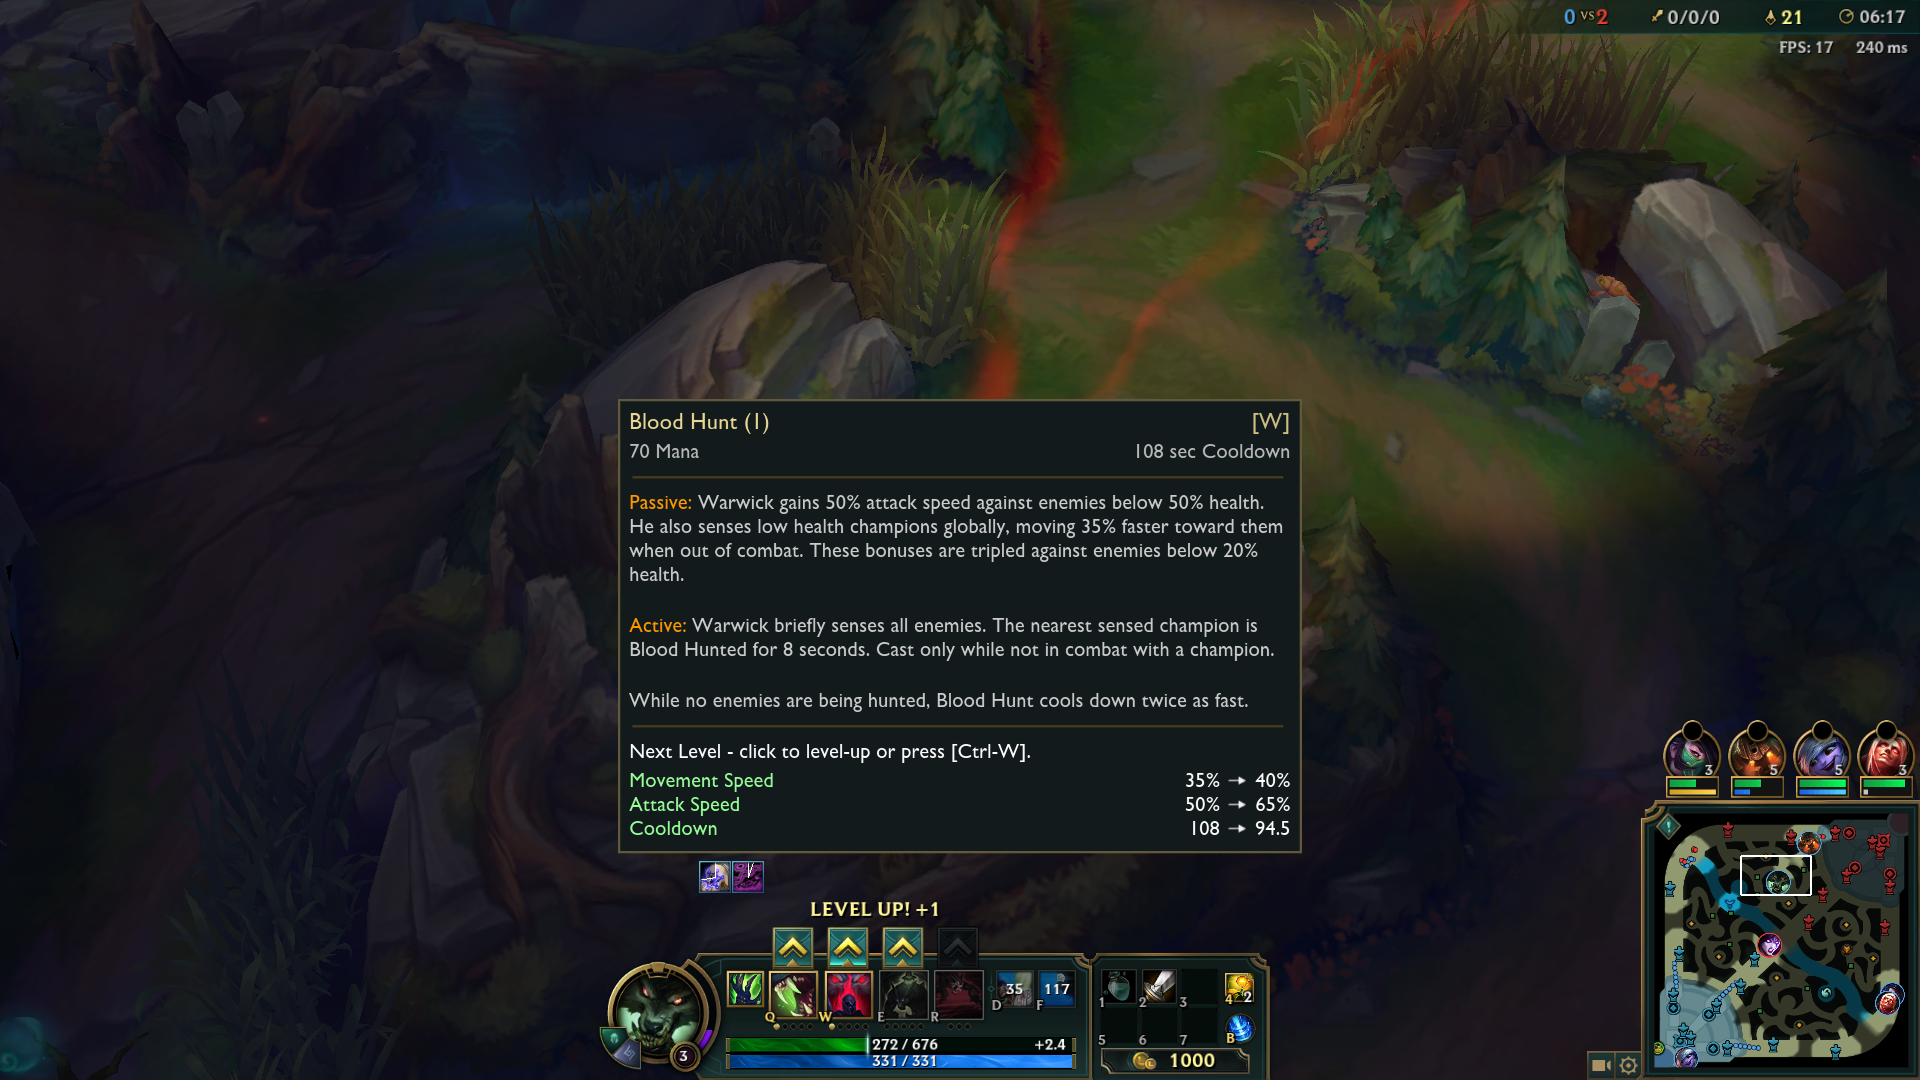 0 vs 2 0/0/0 21 06:17
FPS: 17 240 ms
Blood Hunt (1) [W]
70 Mana 108 sec Cooldown
Passive: Warwick gains 50% attack speed against enemies below 50% health.
He also senses low health champions globally, moving 35% faster toward them
when out of combat. These bonuses are tripled against enemies below 20%
health.
Active: Warwick briefly senses all enemies. The nearest sensed champion is
Blood Hunted for 8 seconds. Cast only while not in combat with a champion.
While no enemies are being hunted, Blood Hunt cools down twice as fast.
Next Level - click to level-up or press [Ctrl-W].
Movement Speed 35% → 40%
Attack Speed 50% → 65%
Cooldown 108 → 94.5
3 5 5 3
LEVEL UP! +1
35 117
D F
Q W E R
1 2 3 4 2
5 6 7 B
3
272 / 676 +2.4
331 / 331
1000